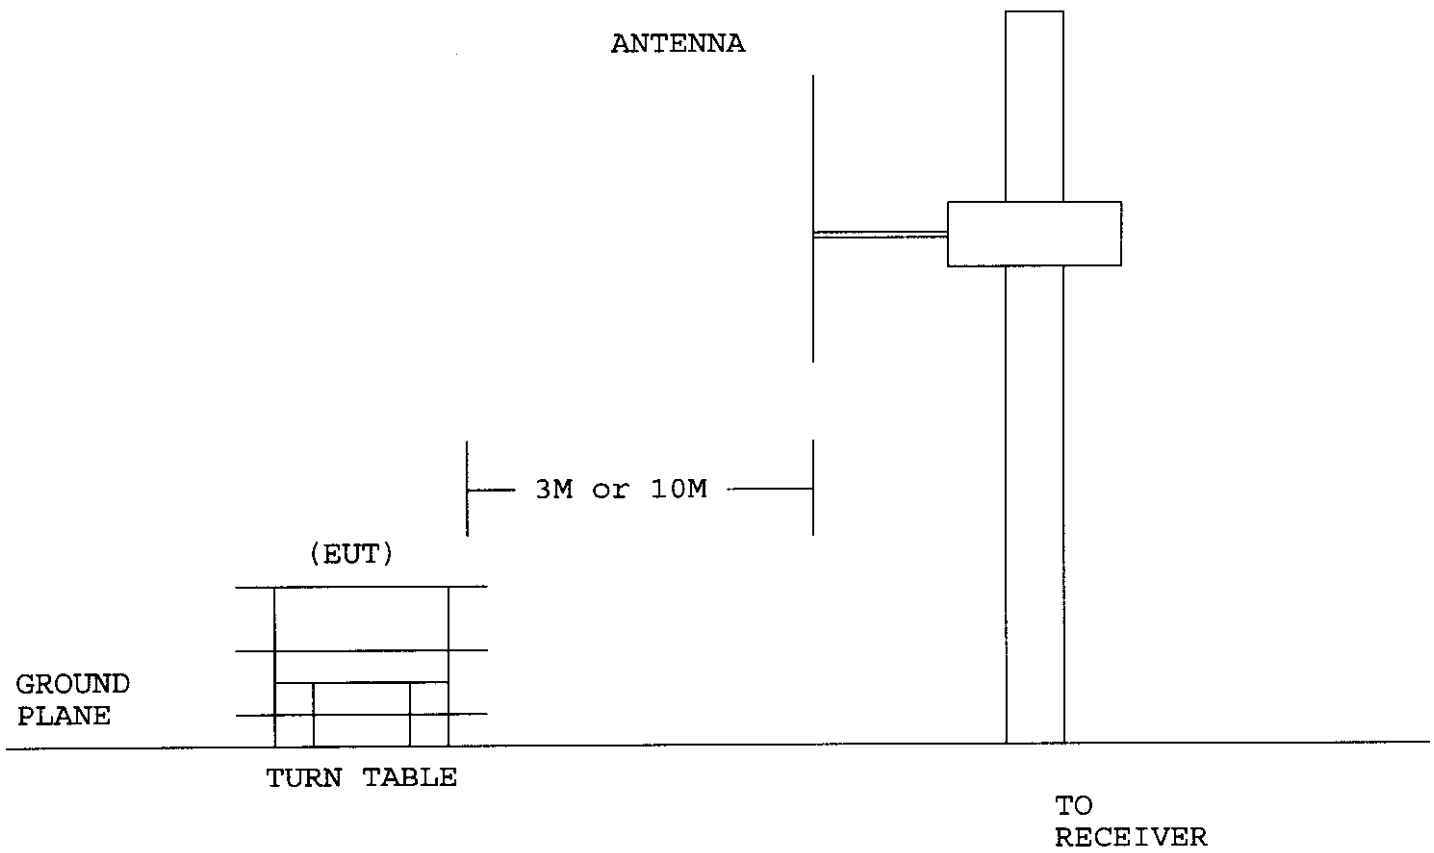 ANTENNA
3M or 10M
(EUT)
GROUND
PLANE
TURN TABLE
TO
RECEIVER